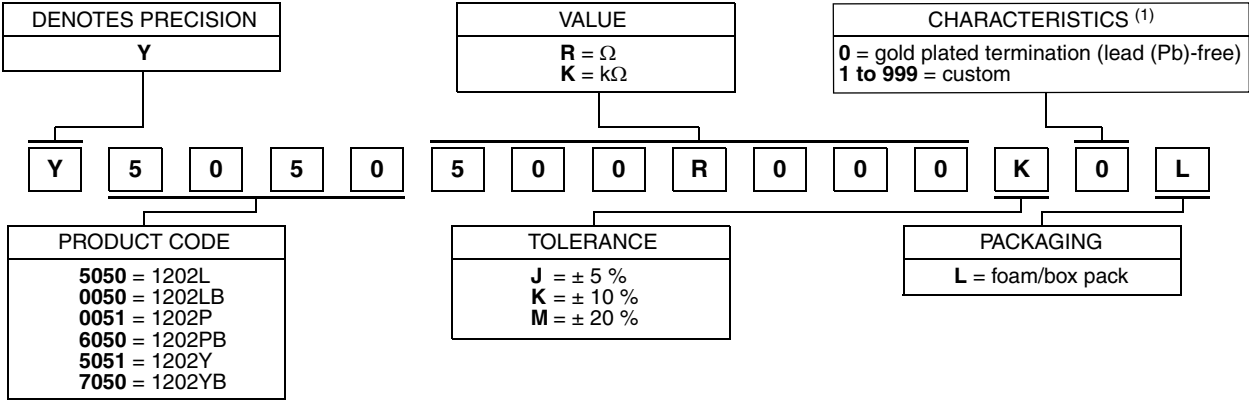 DENOTES PRECISION
Y
VALUE
R = Ω
K = kΩ
CHARACTERISTICS (1)
0 = gold plated termination (lead (Pb)-free)
1 to 999 = custom
Y 5 0 5 0 5 0 0 R 0 0 0 K 0 L
PRODUCT CODE
5050 = 1202L
0050 = 1202LB
0051 = 1202P
6050 = 1202PB
5051 = 1202Y
7050 = 1202YB
TOLERANCE
J = ± 5 %
K = ± 10 %
M = ± 20 %
PACKAGING
L = foam/box pack